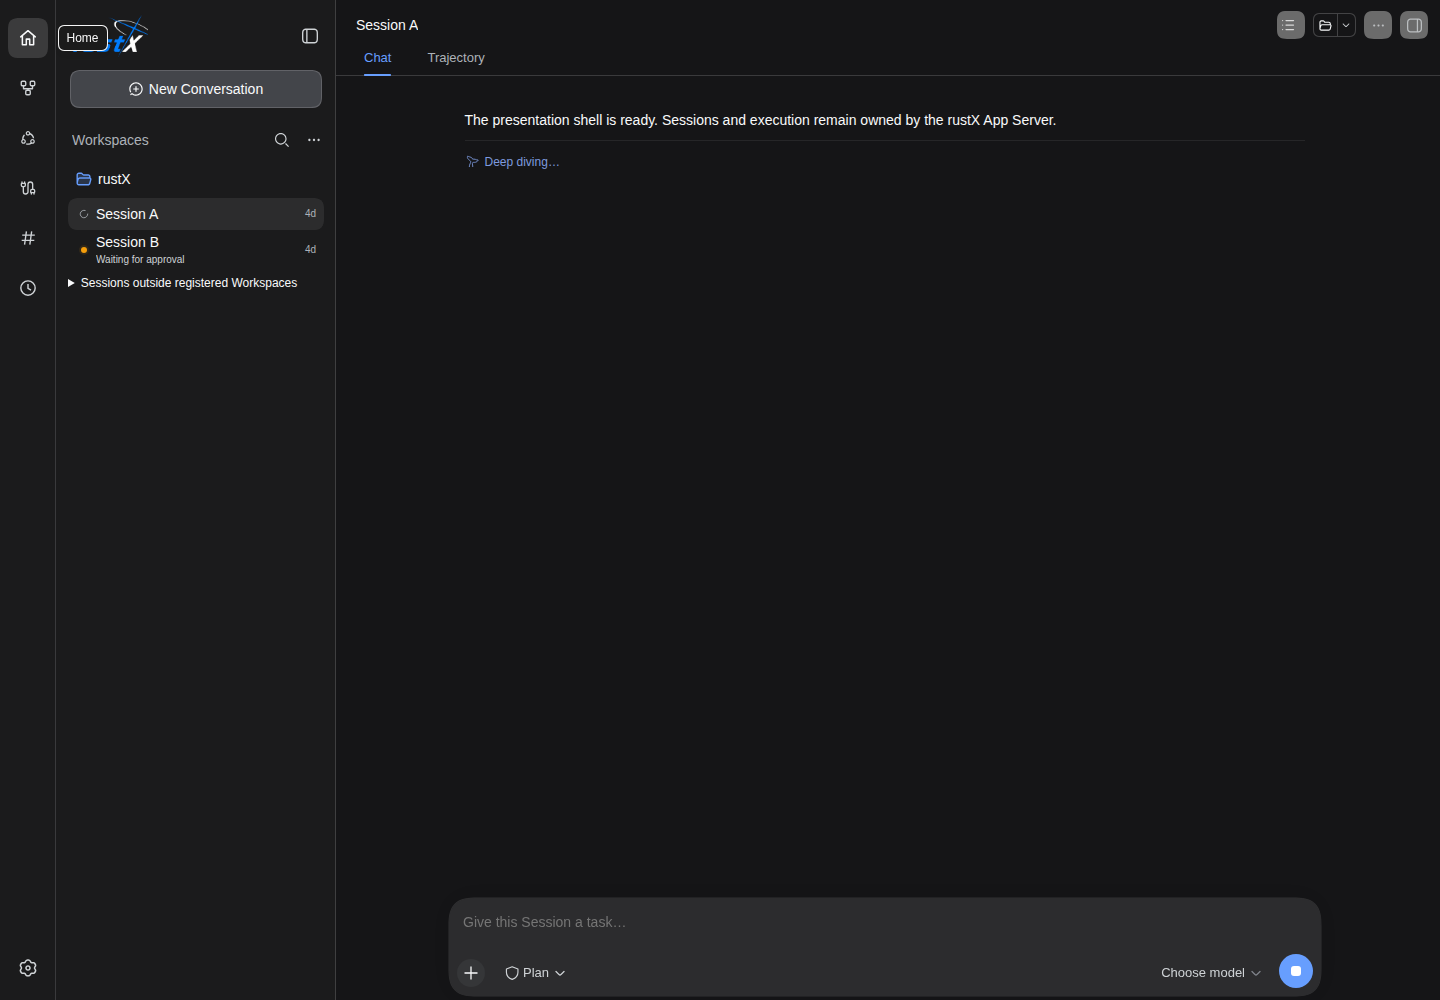 Home
tX
New Conversation
Workspaces
rustX
Session A
4d
Session B
4d
Waiting for approval
Sessions outside registered Workspaces
Session A
Chat
Trajectory
The presentation shell is ready. Sessions and execution remain owned by the rustX App Server.
Deep diving…
Give this Session a task…
Plan
Choose model